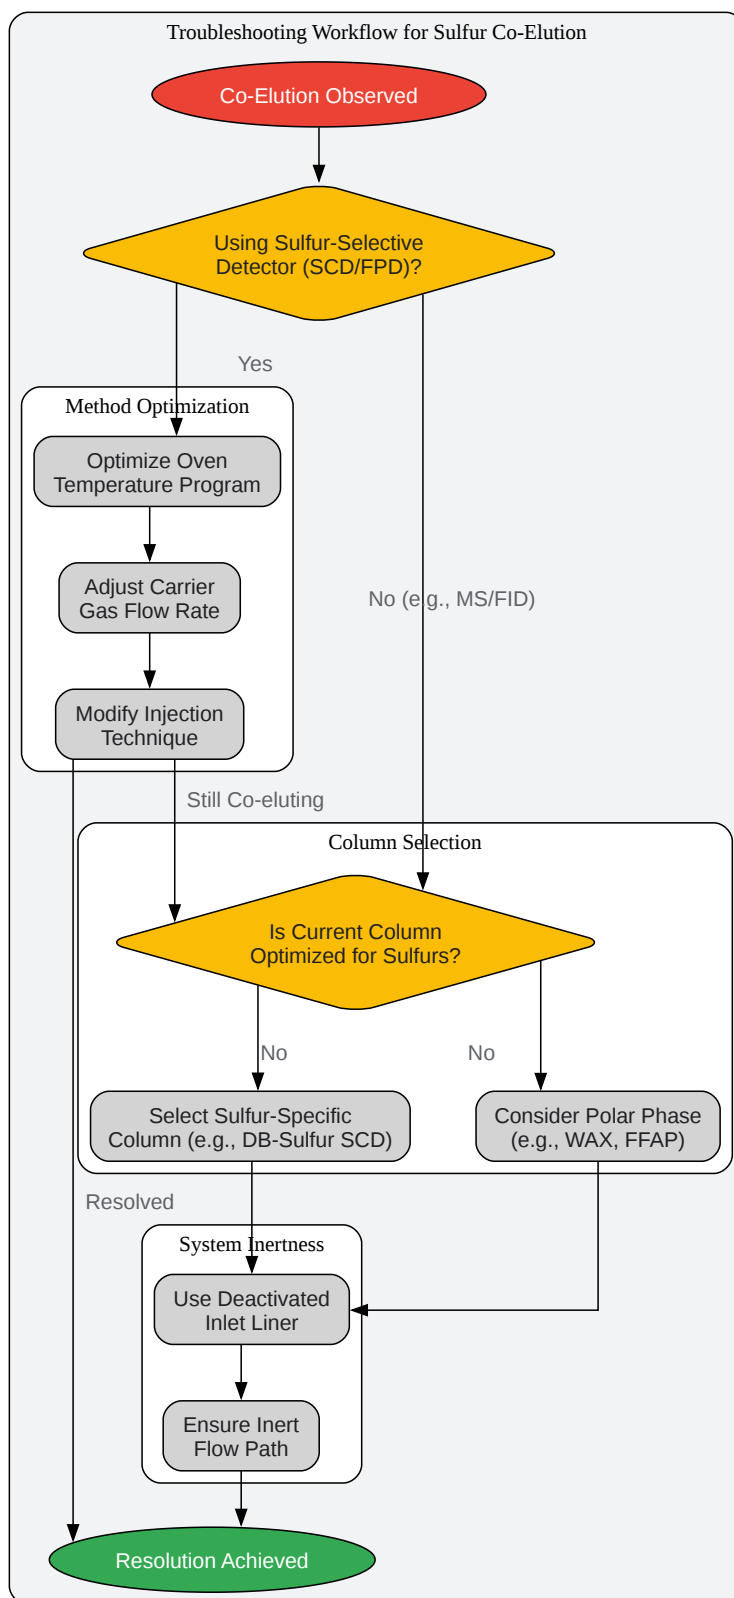 Troubleshooting Workflow for Sulfur Co-Elution
Co-Elution Observed
Using Sulfur-Selective
Detector (SCD/FPD)?
Yes
Method Optimization
Optimize Oven
Temperature Program
Adjust Carrier
Gas Flow Rate
No (e.g., MS/FID)
Modify Injection
Technique
Still Co-eluting
Column Selection
Is Current Column
Optimized for Sulfurs?
No
No
Select Sulfur-Specific
Column (e.g., DB-Sulfur SCD)
Consider Polar Phase
(e.g., WAX, FFAP)
Resolved
System Inertness
Use Deactivated
Inlet Liner
Ensure Inert
Flow Path
Resolution Achieved